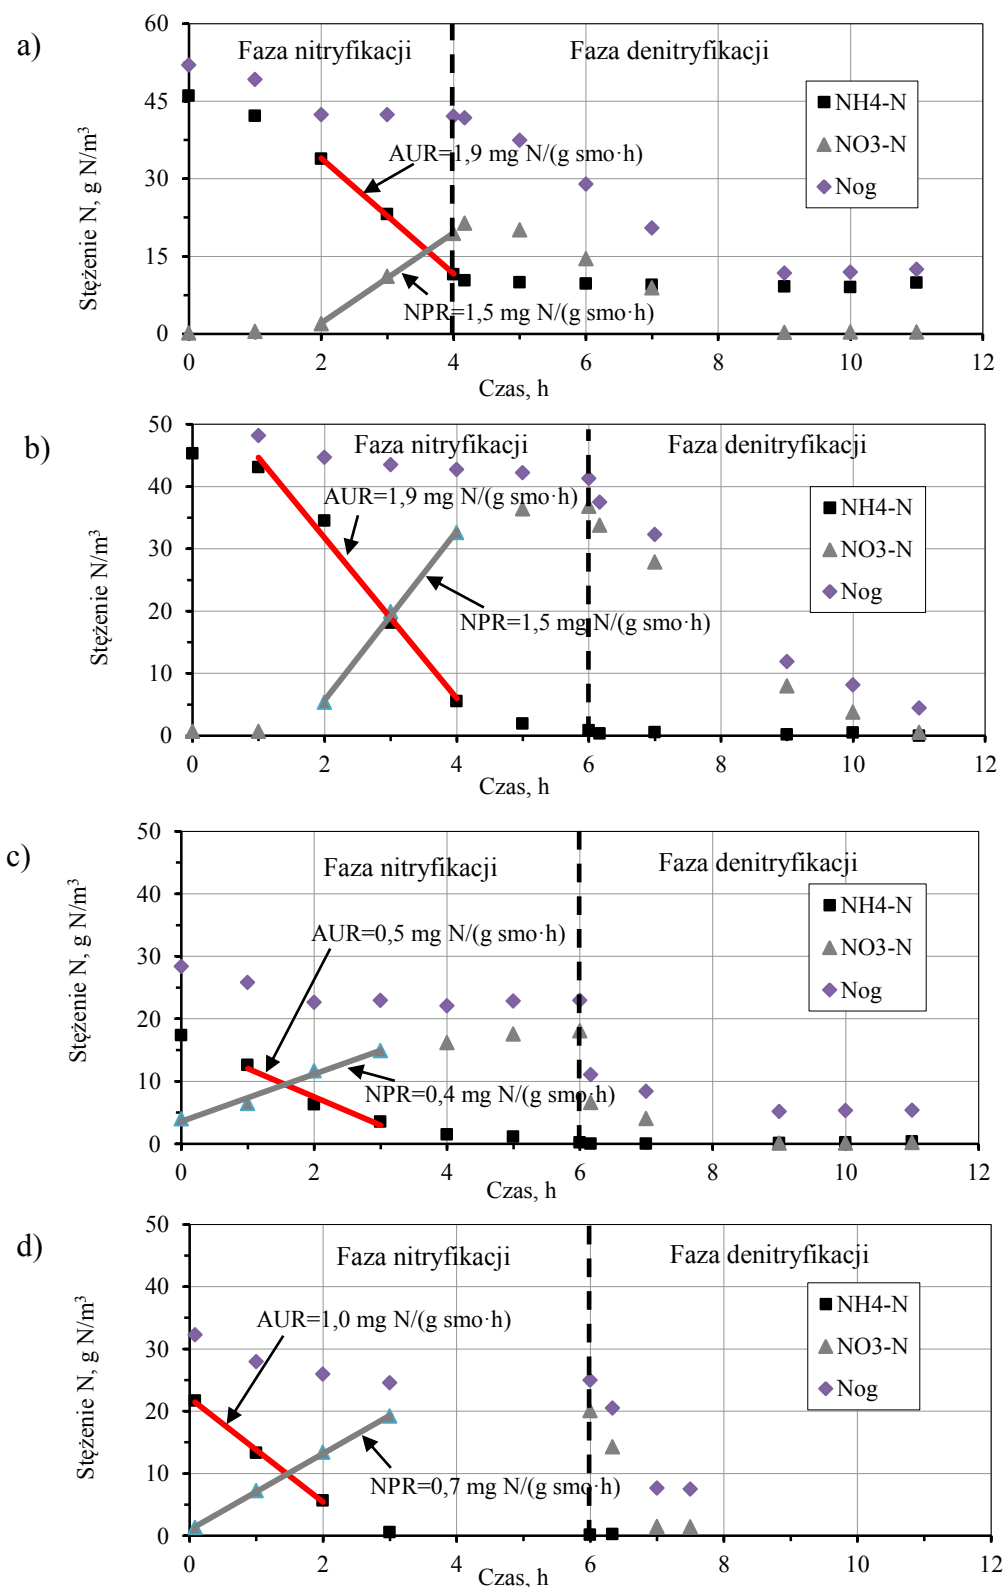 a)
Faza nitryfikacji
Faza denitryfikacji
Stężenie N, g N/m³
60
45
30
15
0
AUR=1,9 mg N/(g smo·h)
NPR=1,5 mg N/(g smo·h)
NH4-N
NO3-N
Nog
0 2 4 6 8 10 12
Czas, h
b)
Faza nitryfikacji
Faza denitryfikacji
Stężenie N/m³
50
40
30
20
10
0
AUR=1,9 mg N/(g smo·h)
NPR=1,5 mg N/(g smo·h)
NH4-N
NO3-N
Nog
0 2 4 6 8 10 12
Czas, h
c)
Faza nitryfikacji
Faza denitryfikacji
Stężenie N, g N/m³
50
40
30
20
10
0
AUR=0,5 mg N/(g smo·h)
NPR=0,4 mg N/(g smo·h)
NH4-N
NO3-N
Nog
0 2 4 6 8 10 12
Czas, h
d)
Faza nitryfikacji
Faza denitryfikacji
Stężenie N, g N/m³
50
40
30
20
10
0
AUR=1,0 mg N/(g smo·h)
NPR=0,7 mg N/(g smo·h)
NH4-N
NO3-N
Nog
0 2 4 6 8 10 12
Czas, h